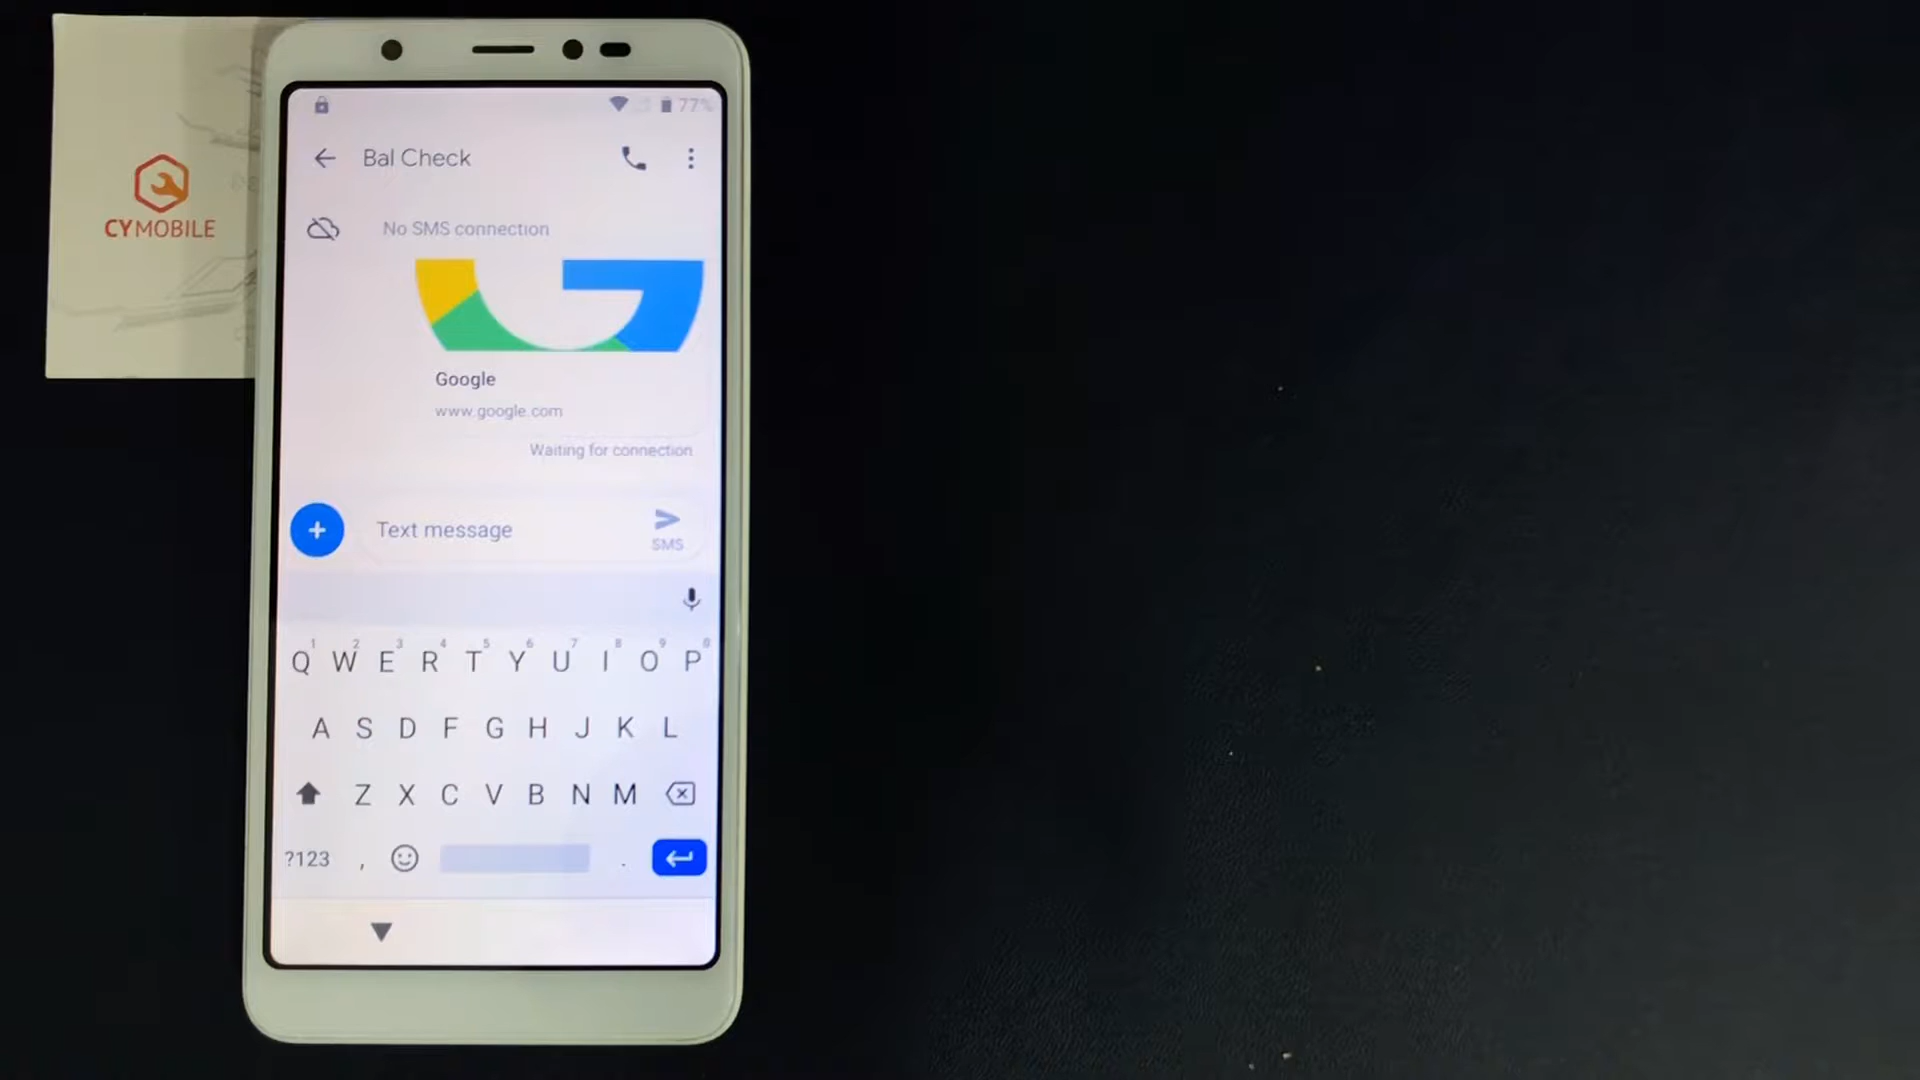 CYMOBILE
77%
Bal Check
No SMS connection
Google
www.google.com
Waiting for connection
Text message
SMS
1 2 3 4 5 6 7 8 9 0
Q W E R T Y U I O P
A S D F G H J K L
Z X C V B N M
?123 , .